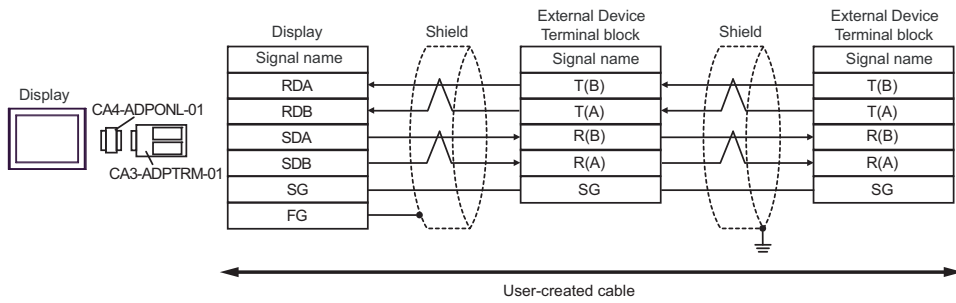 Display
CA4-ADPONL-01
CA3-ADPTRM-01
Display
Signal name
RDA
RDB
SDA
SDB
SG
FG
Shield
External Device
Terminal block
Signal name
T(B)
T(A)
R(B)
R(A)
SG
Shield
External Device
Terminal block
Signal name
T(B)
T(A)
R(B)
R(A)
SG
User-created cable